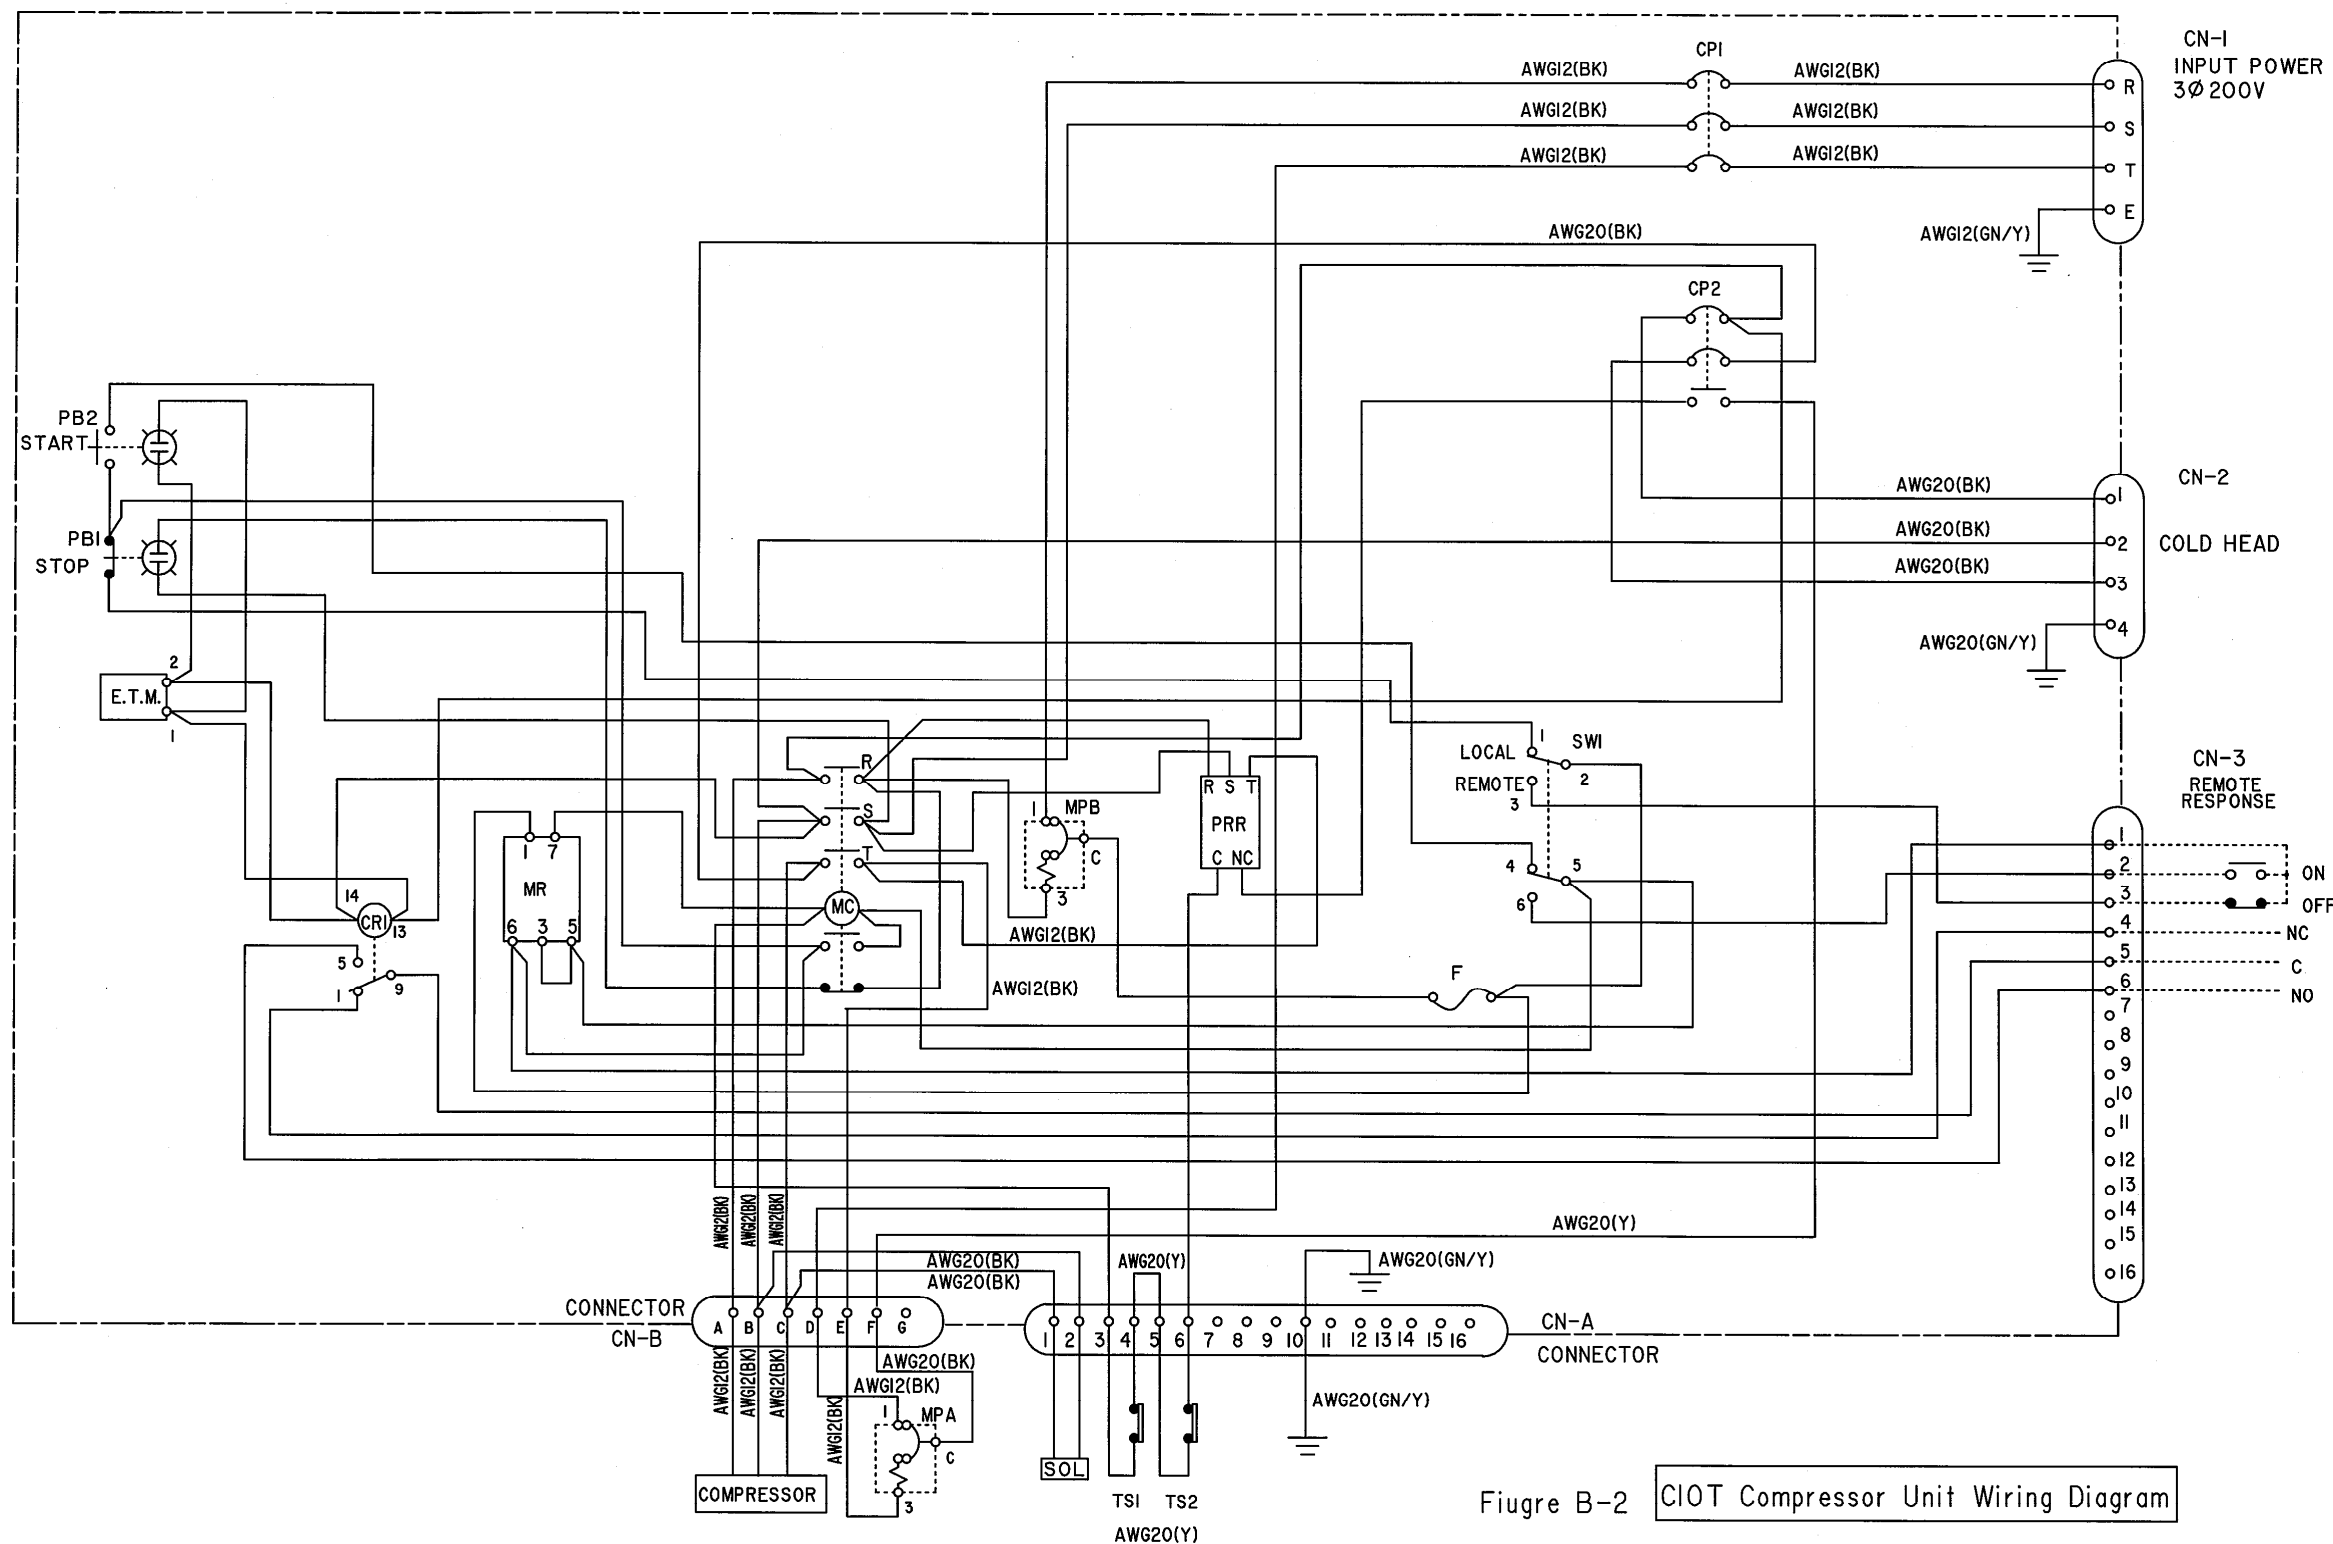 CN-1
INPUT POWER
3Ø 200V
CP1
AWG12(BK)
AWG12(BK)
R
AWG12(BK)
AWG12(BK)
S
AWG12(BK)
AWG12(BK)
T
E
AWG12(GN/Y)
AWG20(BK)
CP2
PB2
START
PB1
STOP
CN-2
COLD HEAD
AWG20(BK)
1
AWG20(BK)
2
AWG20(BK)
3
AWG20(GN/Y)
4
2
E.T.M.
1
CN-3
REMOTE
RESPONSE
R
S
T
MC
1
MPB
C
3
R S T
PRR
C NC
LOCAL
1
SW1
2
REMOTE
3
4
5
6
1 7
MR
6 3 5
14
CR1
13
5
1
9
AWG12(BK)
AWG12(BK)
F
1
2
ON
3
OFF
4
NC
5
C
6
NO
7
8
9
10
11
12
13
14
15
16
AWG12(BK)
AWG12(BK)
AWG12(BK)
AWG20(Y)
AWG20(BK)
AWG20(BK)
AWG20(Y)
AWG20(GN/Y)
CONNECTOR
CN-B
A B C D E F G
1 2 3 4 5 6 7 8 9 10 11 12 13 14 15 16
CN-A
CONNECTOR
AWG12(BK)
AWG12(BK)
AWG12(BK)
AWG20(BK)
AWG12(BK)
AWG12(BK)
1
MPA
C
3
AWG20(GN/Y)
COMPRESSOR
SOL
TS1
TS2
AWG20(Y)
Fiugre B-2
C10T Compressor Unit Wiring Diagram